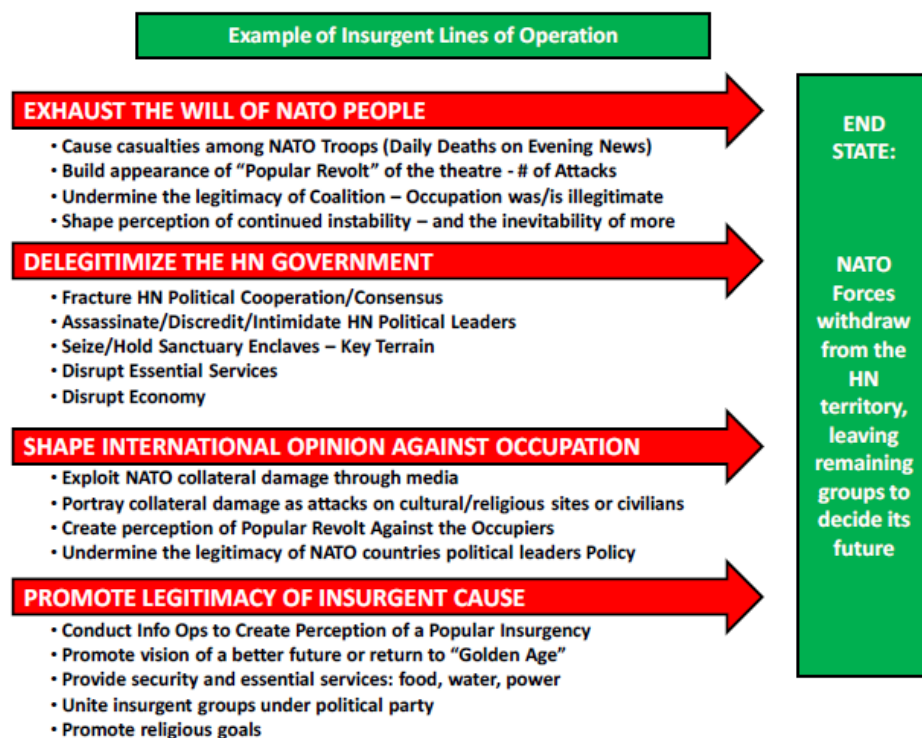 Example of Insurgent Lines of Operation
EXHAUST THE WILL OF NATO PEOPLE
• Cause casualties among NATO Troops (Daily Deaths on Evening News)
• Build appearance of “Popular Revolt” of the theatre - # of Attacks
• Undermine the legitimacy of Coalition – Occupation was/is illegitimate
• Shape perception of continued instability – and the inevitability of more
DELEGITIMIZE THE HN GOVERNMENT
• Fracture HN Political Cooperation/Consensus
• Assassinate/Discredit/Intimidate HN Political Leaders
• Seize/Hold Sanctuary Enclaves – Key Terrain
• Disrupt Essential Services
• Disrupt Economy
SHAPE INTERNATIONAL OPINION AGAINST OCCUPATION
• Exploit NATO collateral damage through media
• Portray collateral damage as attacks on cultural/religious sites or civilians
• Create perception of Popular Revolt Against the Occupiers
• Undermine the legitimacy of NATO countries political leaders Policy
PROMOTE LEGITIMACY OF INSURGENT CAUSE
• Conduct Info Ops to Create Perception of a Popular Insurgency
• Promote vision of a better future or return to “Golden Age”
• Provide security and essential services: food, water, power
• Unite insurgent groups under political party
• Promote religious goals
END
STATE:
NATO
Forces
withdraw
from the
HN
territory,
leaving
remaining
groups to
decide its
future